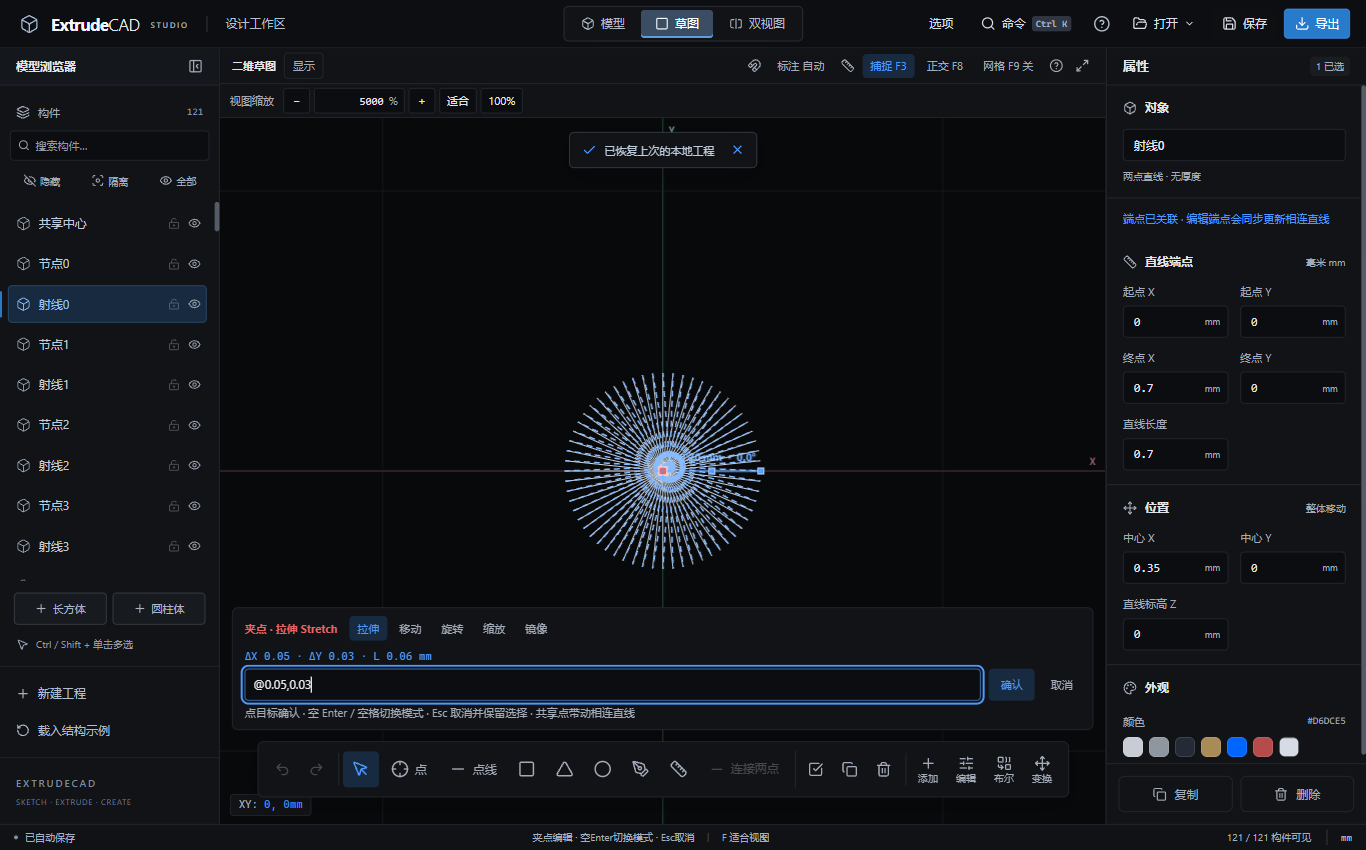 ExtrudeCAD STUDIO 设计工作区 模型 草图 双视图 选项 命令 Ctrl K 打开 保存 导出
模型浏览器 二维草图 显示 标注 自动 捕捉 F3 正交 F8 网格 F9 关 属性 1 已选
视图缩放 − 5000 % + 适合 100%
构件 121
搜索构件...
隐藏 隔离 全部
共享中心
节点0
射线0
节点1
射线1
节点2
射线2
节点3
射线3
+ 长方体 + 圆柱体
Ctrl / Shift + 单击多选
+ 新建工程
载入结构示例
EXTRUDECAD
SKETCH · EXTRUDE · CREATE
Y
已恢复上次的本地工程
X
夹点 · 拉伸 Stretch 拉伸 移动 旋转 缩放 镜像
ΔX 0.05 · ΔY 0.03 · L 0.06 mm
@0.05,0.03 确认 取消
点目标确认 · 空 Enter / 空格切换模式 · Esc 取消并保留选择 · 共享点带动相连直线
点 点线 连接两点 添加 编辑 布尔 变换
XY: 0, 0mm
对象
射线0
两点直线 · 无厚度
端点已关联 · 编辑端点会同步更新相连直线
直线端点 毫米 mm
起点 X 起点 Y
0 mm 0 mm
终点 X 终点 Y
0.7 mm 0 mm
直线长度
0.7 mm
位置 整体移动
中心 X 中心 Y
0.35 mm 0 mm
直线标高 Z
0 mm
外观
颜色 #D6DCE5
复制 删除
已自动保存 夹点编辑 · 空Enter切换模式 · Esc取消 F 适合视图 121 / 121 构件可见 mm